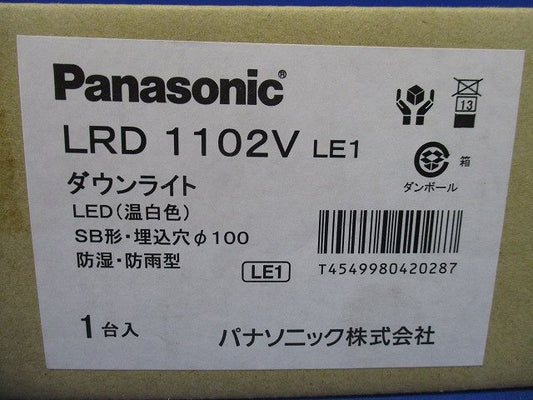 Panasonic®
LRD 1102V LE1
ダウンライト
LED(温白色)
SB形・埋込穴φ100
防湿・防雨型
LE1
1台入
13
箱
ダンボール
T4549980420287
パナソニック株式会社